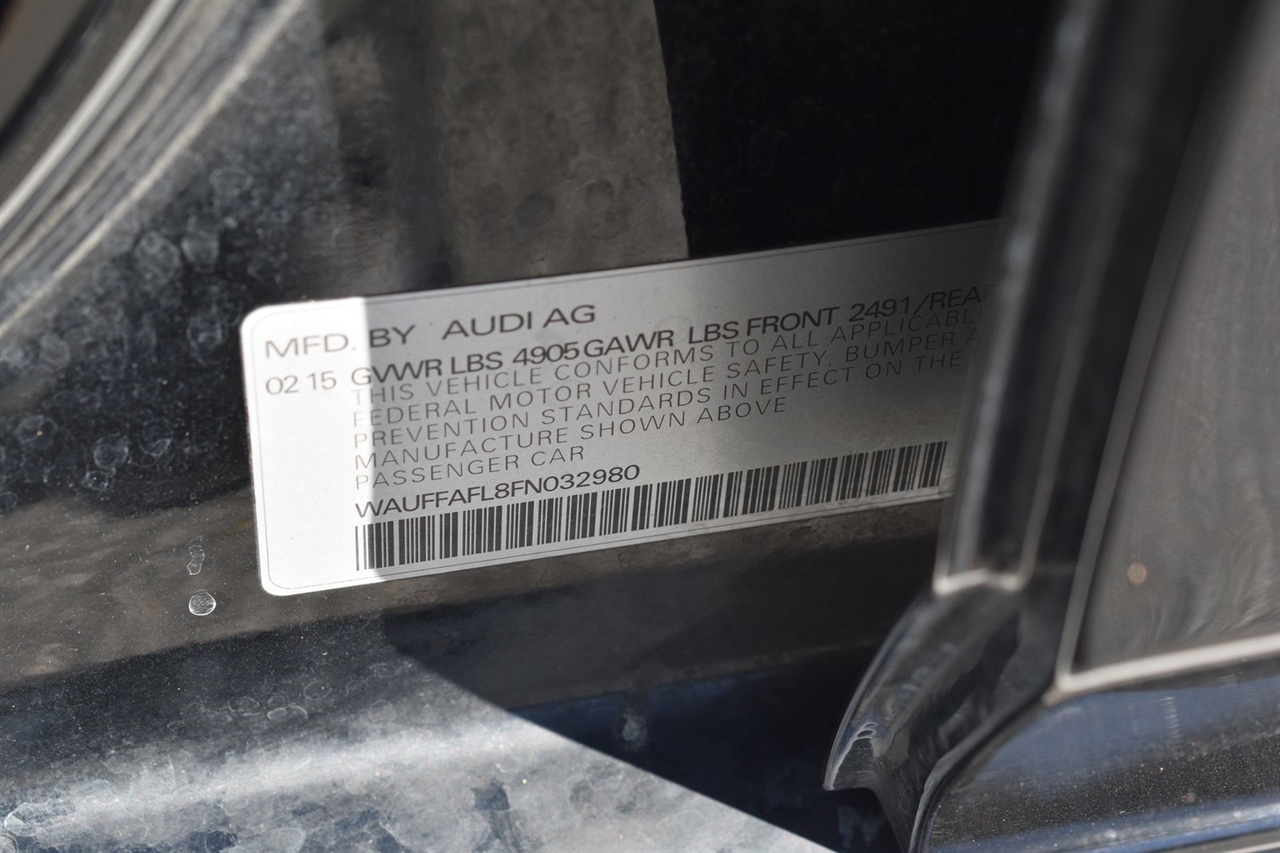 MFD. BY AUDI AG
02 15 GVWR LBS 4905 GAWR LBS FRONT 2491/REAR
THIS VEHICLE CONFORMS TO ALL APPLICABLE
FEDERAL MOTOR VEHICLE SAFETY, BUMPER
PREVENTION STANDARDS IN EFFECT ON THE
MANUFACTURE SHOWN ABOVE
PASSENGER CAR
WAUFFAFL8FN032980